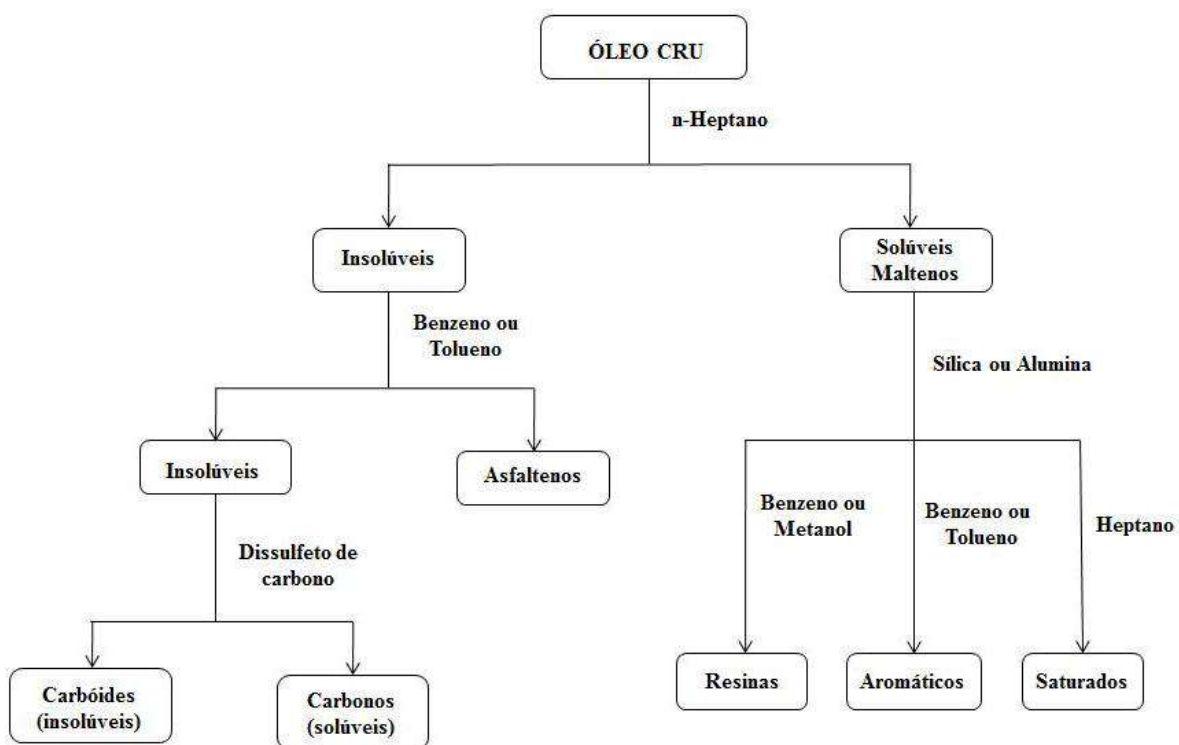 ÓLEO CRU
n-Heptano
Insolúveis
Solúveis
Maltenos
Benzeno ou
Tolueno
Sílica ou Alumina
Insolúveis
Asfaltenos
Benzeno ou
Metanol
Benzeno ou
Tolueno
Heptano
Dissulfeto de
carbono
Carbóides
(insolúveis)
Carbonos
(solúveis)
Resinas
Aromáticos
Saturados